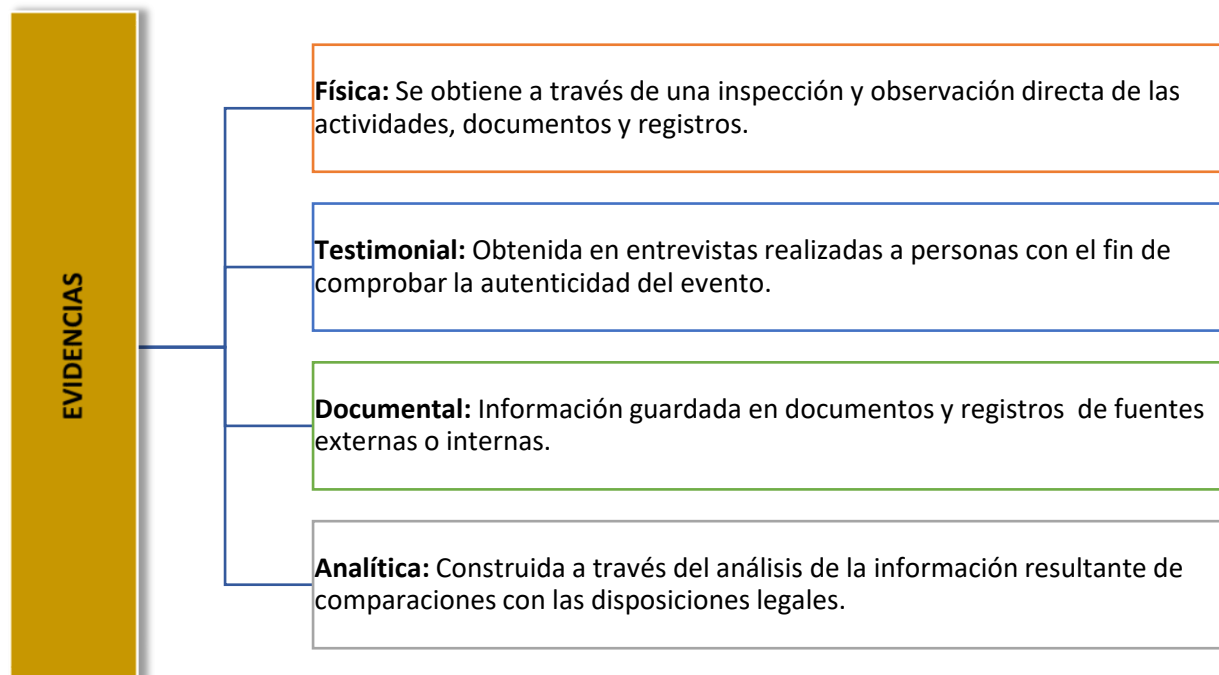 EVIDENCIAS
Física: Se obtiene a través de una inspección y observación directa de las
actividades, documentos y registros.
Testimonial: Obtenida en entrevistas realizadas a personas con el fin de
comprobar la autenticidad del evento.
Documental: Información guardada en documentos y registros de fuentes
externas o internas.
Analítica: Construida a través del análisis de la información resultante de
comparaciones con las disposiciones legales.